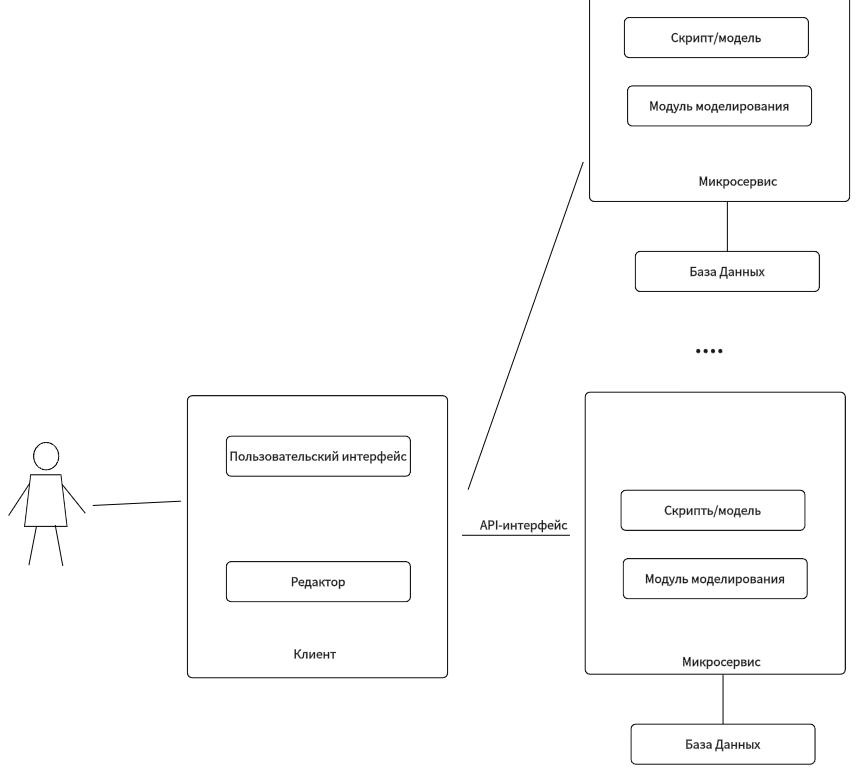 Скрипт/модель
Модуль моделирования
Микросервис
База Данных
••••
Пользовательский интерфейс
Редактор
Клиент
API-интерфейс
Скрипть/модель
Модуль моделирования
Микросервис
База Данных